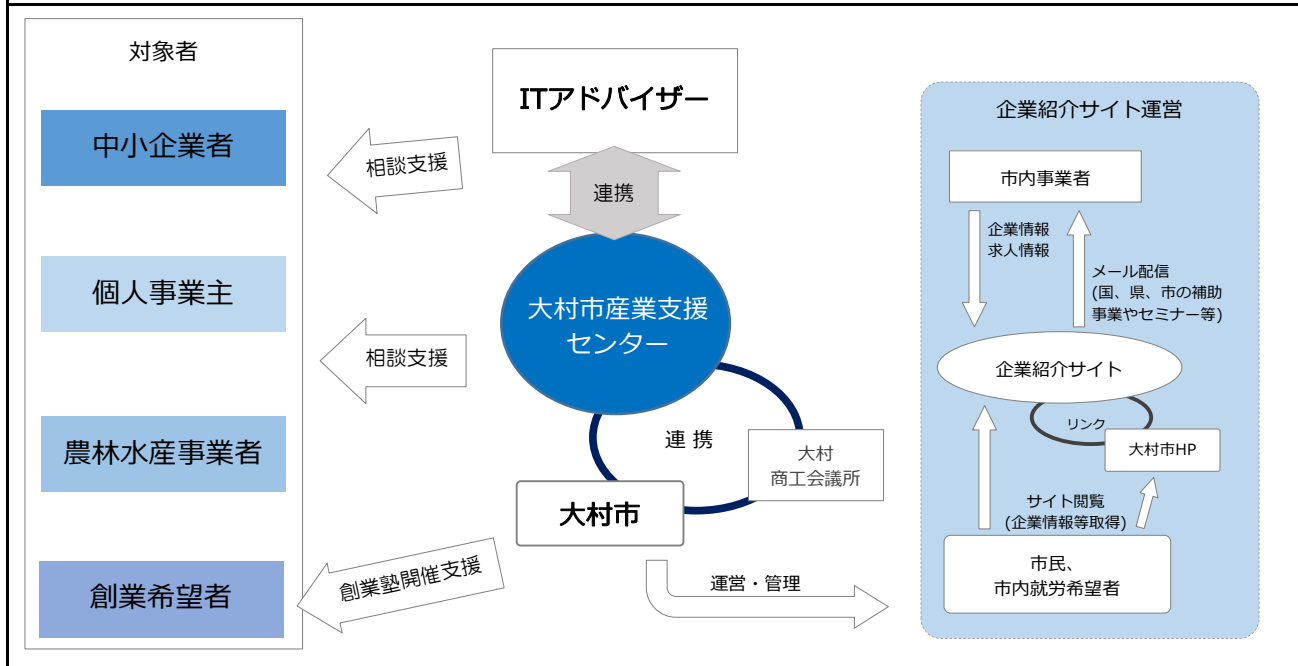 対象者
中小企業者
個人事業主
農林水産事業者
創業希望者
相談支援
相談支援
創業塾開催支援
ITアドバイザー
連携
大村市産業支援
センター
連 携
大村
商工会議所
大村市
運営・管理
企業紹介サイト運営
市内事業者
企業情報
求人情報
メール配信
(国、県、市の補助
事業やセミナー等)
企業紹介サイト
リンク
大村市HP
サイト閲覧
(企業情報等取得)
市民、
市内就労希望者